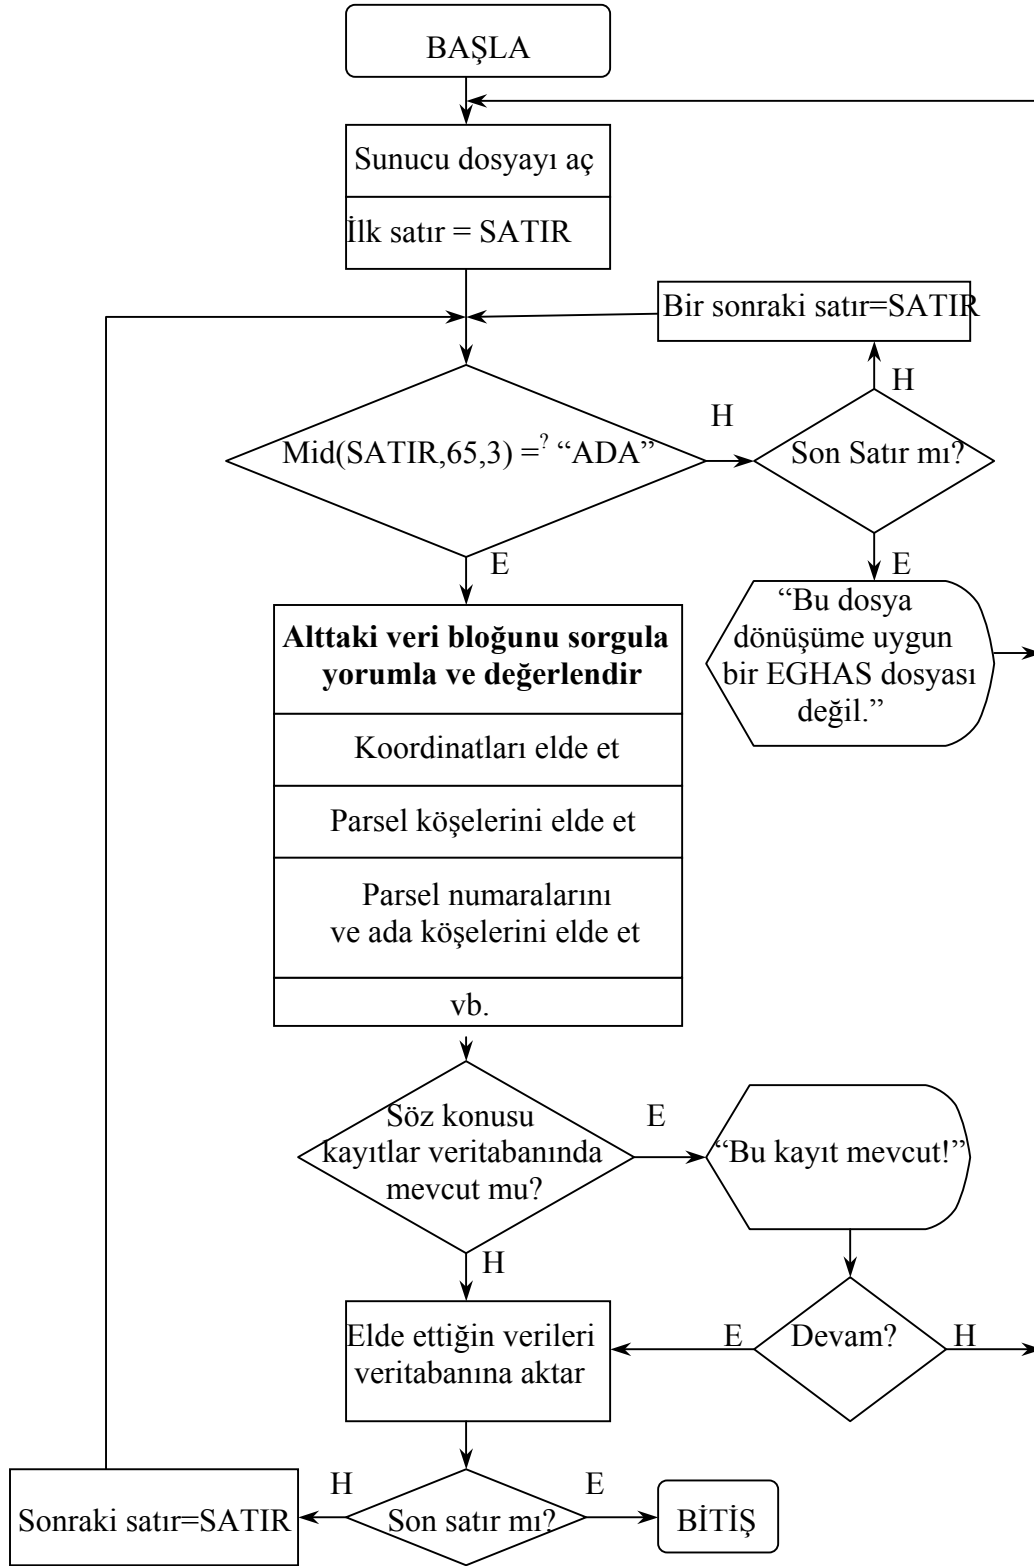 BAŞLA
Sunucu dosyayı aç
İlk satır = SATIR
Bir sonraki satır=SATIR
H
H
Mid(SATIR,65,3) =? “ADA”
Son Satır mı?
E
E
“Bu dosya
dönüşüme uygun
bir EGHAS dosyası
değil.”
Alttaki veri bloğunu sorgula
yorumla ve değerlendir
Koordinatları elde et
Parsel köşelerini elde et
Parsel numaralarını
ve ada köşelerini elde et
vb.
Söz konusu
kayıtlar veritabanında
mevcut mu?
E
“Bu kayıt mevcut!”
H
Elde ettiğin verileri
veritabanına aktar
E
Devam?
H
H
E
Sonraki satır=SATIR
Son satır mı?
BİTİŞ